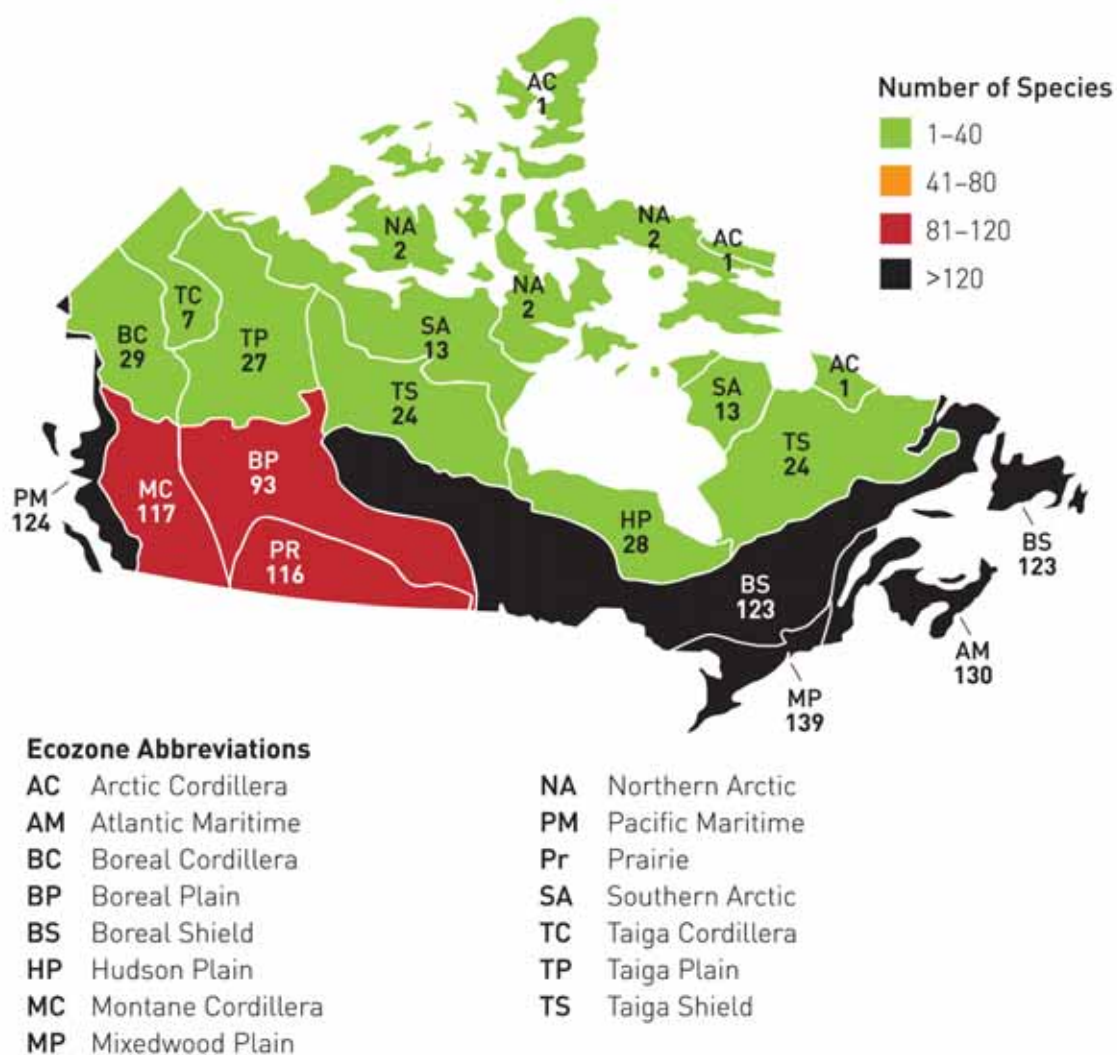 AC
1
Number of Species
1–40
41–80
81–120
>120
NA
2
NA
2
AC
1
NA
2
TC
7
BC
29
TP
27
SA
13
TS
24
SA
13
AC
1
TS
24
PM
124
MC
117
BP
93
PR
116
HP
28
BS
123
BS
123
AM
130
MP
139
Ecozone Abbreviations
AC Arctic Cordillera
AM Atlantic Maritime
BC Boreal Cordillera
BP Boreal Plain
BS Boreal Shield
HP Hudson Plain
MC Montane Cordillera
MP Mixedwood Plain
NA Northern Arctic
PM Pacific Maritime
Pr Prairie
SA Southern Arctic
TC Taiga Cordillera
TP Taiga Plain
TS Taiga Shield